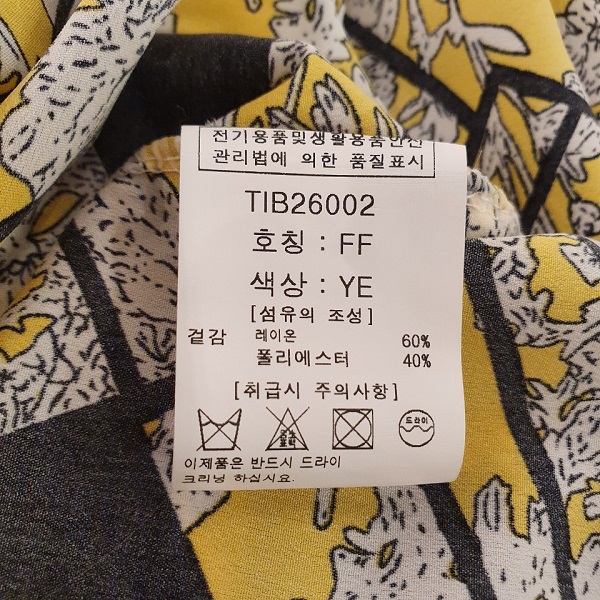 전기용품및생활용품안전
관리법에 의한 품질표시
TIB26002
호칭 : FF
색상 : YE
[섬유의 조성]
겉감 레이온 60%
폴리에스터 40%
[취급시 주의사항]
드라이
이제품은 반드시 드라이
크리닝 하십시요.